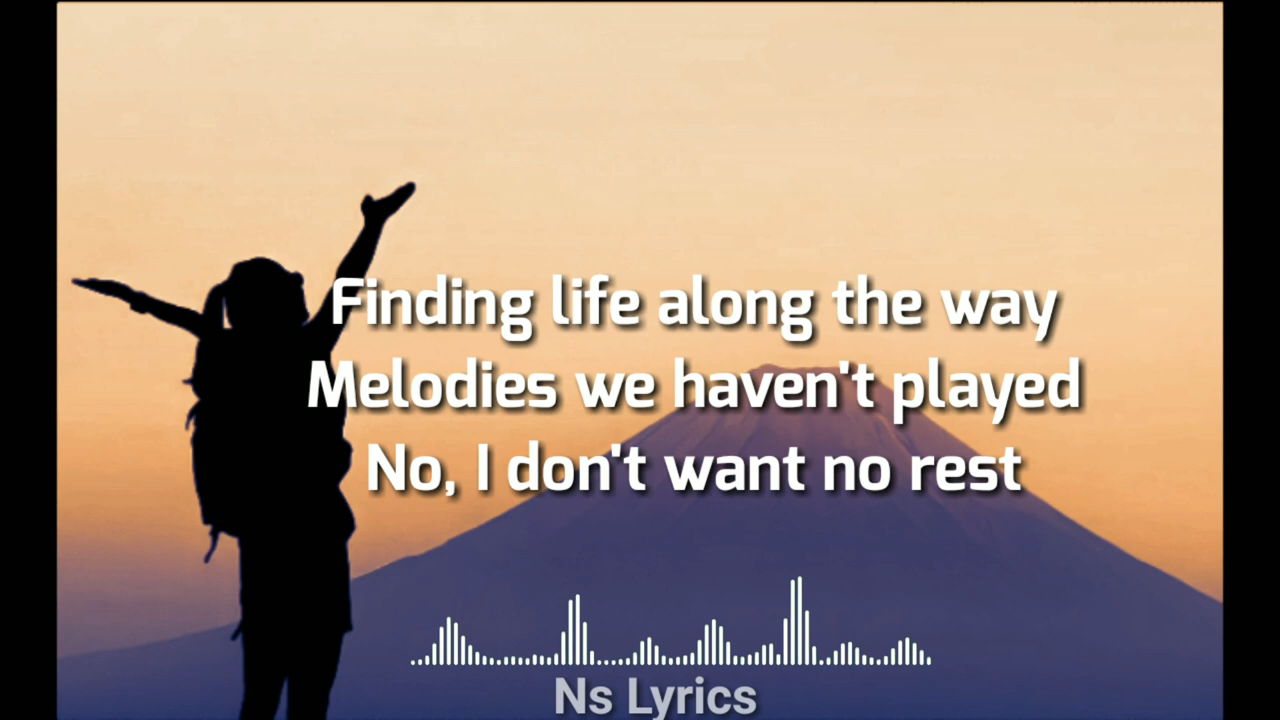 Finding life along the way
Melodies we haven't played
No, I don't want no rest
Ns Lyrics